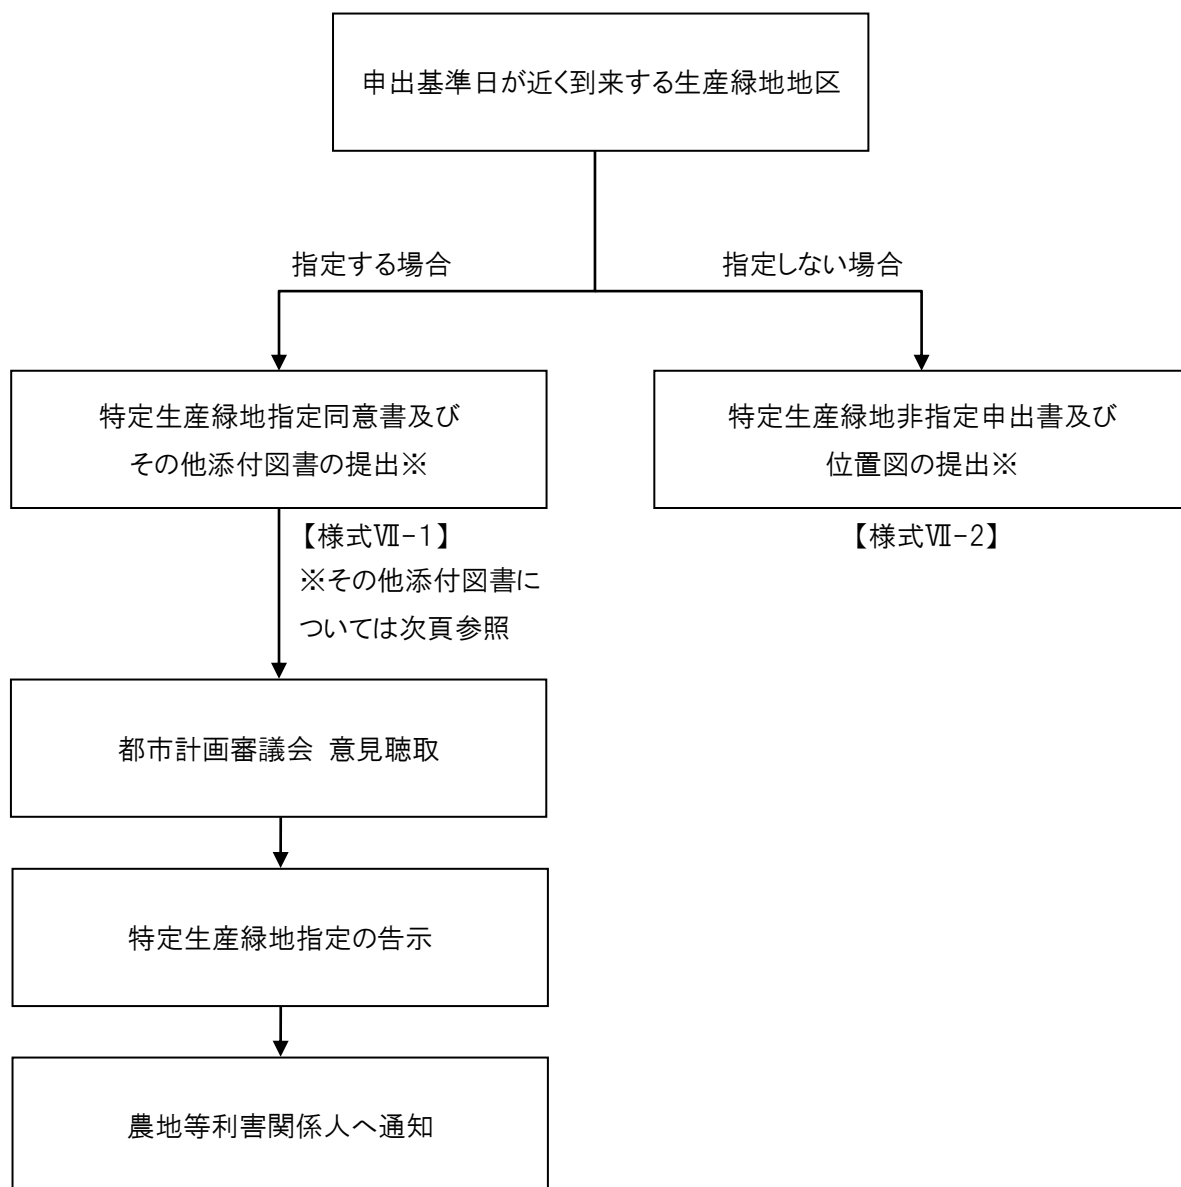 申出基準日が近く到来する生産緑地地区
指定する場合
指定しない場合
特定生産緑地指定同意書及び
その他添付図書の提出※
特定生産緑地非指定申出書及び
位置図の提出※
【様式Ⅶ-1】
※その他添付図書に
ついては次頁参照
【様式Ⅶ-2】
都市計画審議会 意見聴取
特定生産緑地指定の告示
農地等利害関係人へ通知